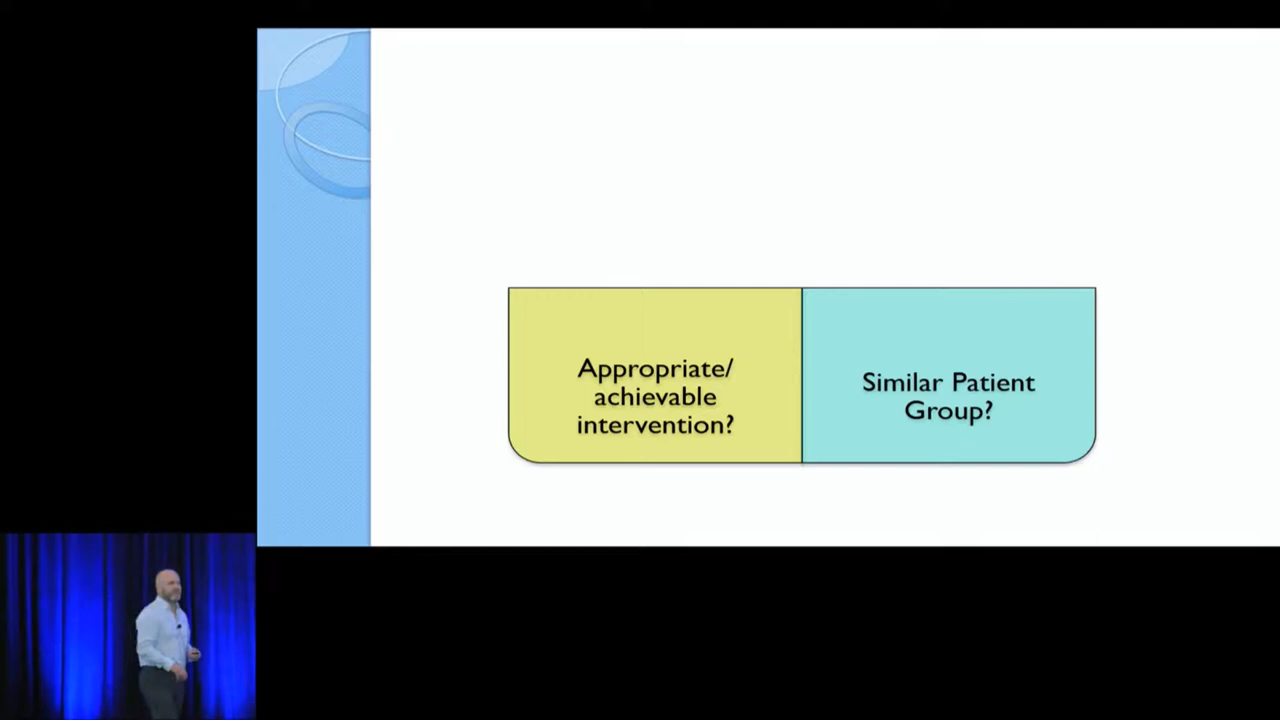 Appropriate/
achievable
intervention?
Similar Patient
Group?